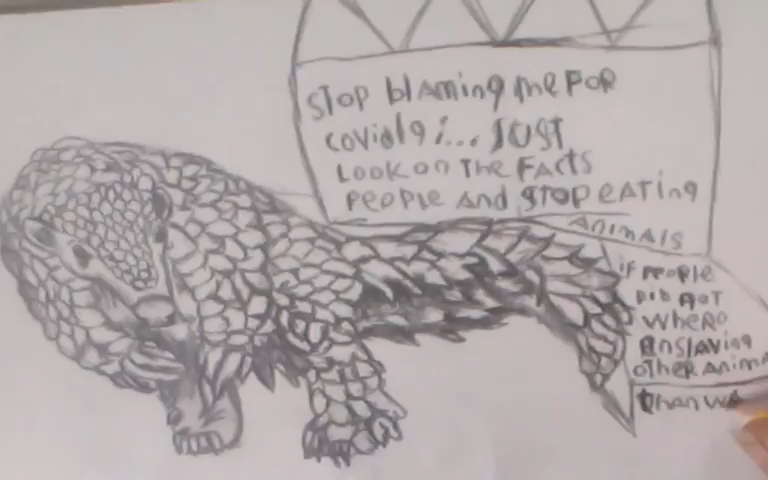 STOP blaming me FOR
COVID19 i... JUST
LOOK ON THE FACTS
PEOPLE AND STOP EATING
ANIMALS
if PEOPLE
DID NOT
WHERE
ENSLAVING
OTHER ANIM
THAN WE